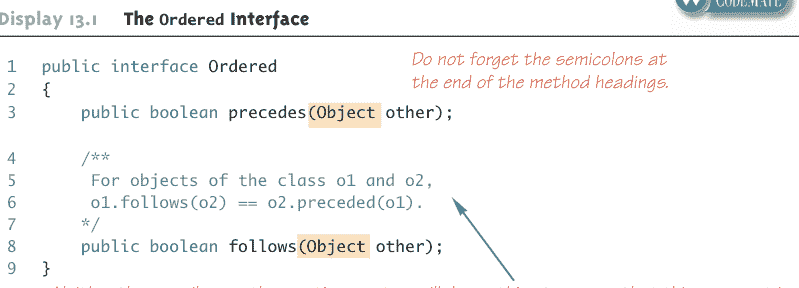 CODEMATE
Display 13.1 The Ordered Interface
1 public interface Ordered
Do not forget the semicolons at
the end of the method headings.
2 {
3 public boolean precedes(Object other);
4 /**
5 For objects of the class o1 and o2,
6 o1.follows(o2) == o2.preceded(o1).
7 */
8 public boolean follows(Object other);
9 }